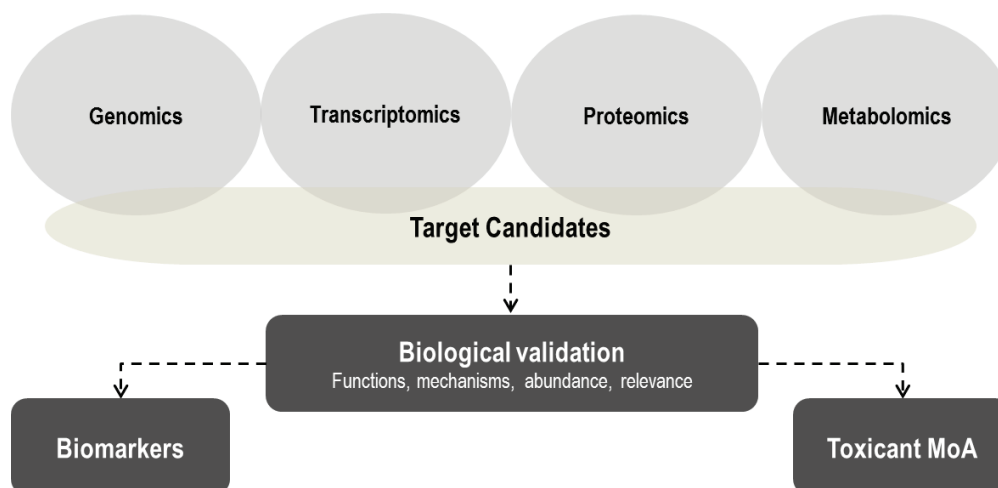 Genomics
Transcriptomics
Proteomics
Metabolomics
Target Candidates
Biological validation
Functions, mechanisms, abundance, relevance
Biomarkers
Toxicant MoA